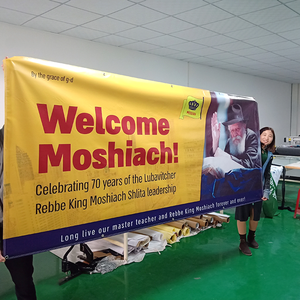 By the grace of g-d
Welcome
Moshiach!
Celebrating 70 years of the Lubavitcher
Rebbe King Moshiach Shlita leadership
Long live our master teacher and Rebbe King Moshiach forever and ever!